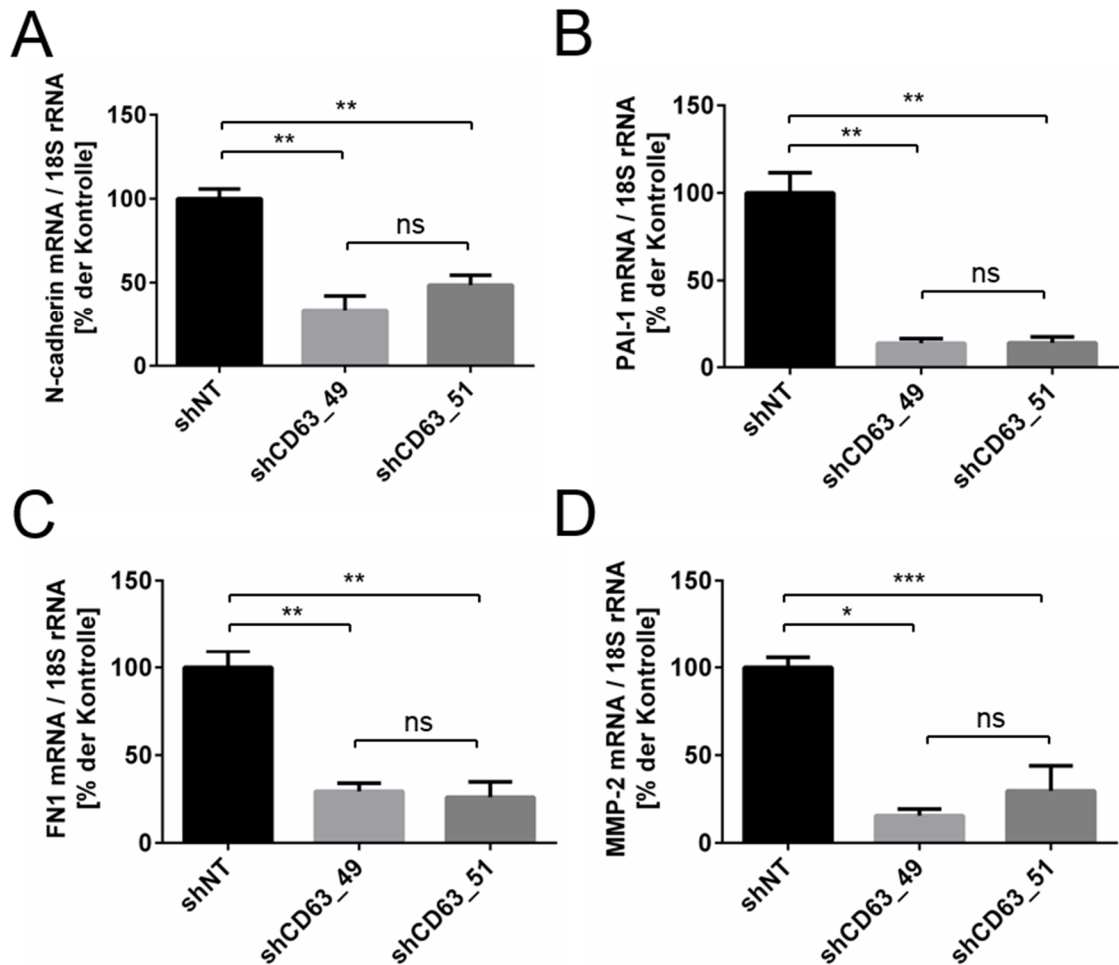 A
N-cadherin mRNA / 18S rRNA
[% der Kontrolle]
150
100
50
0
**
**
ns
shNT
shCD63_49
shCD63_51
B
PAI-1 mRNA / 18S rRNA
[% der Kontrolle]
150
100
50
0
**
**
ns
shNT
shCD63_49
shCD63_51
C
FN1 mRNA / 18S rRNA
[% der Kontrolle]
150
100
50
0
**
**
ns
shNT
shCD63_49
shCD63_51
D
MMP-2 mRNA / 18S rRNA
[% der Kontrolle]
150
100
50
0
***
*
ns
shNT
shCD63_49
shCD63_51